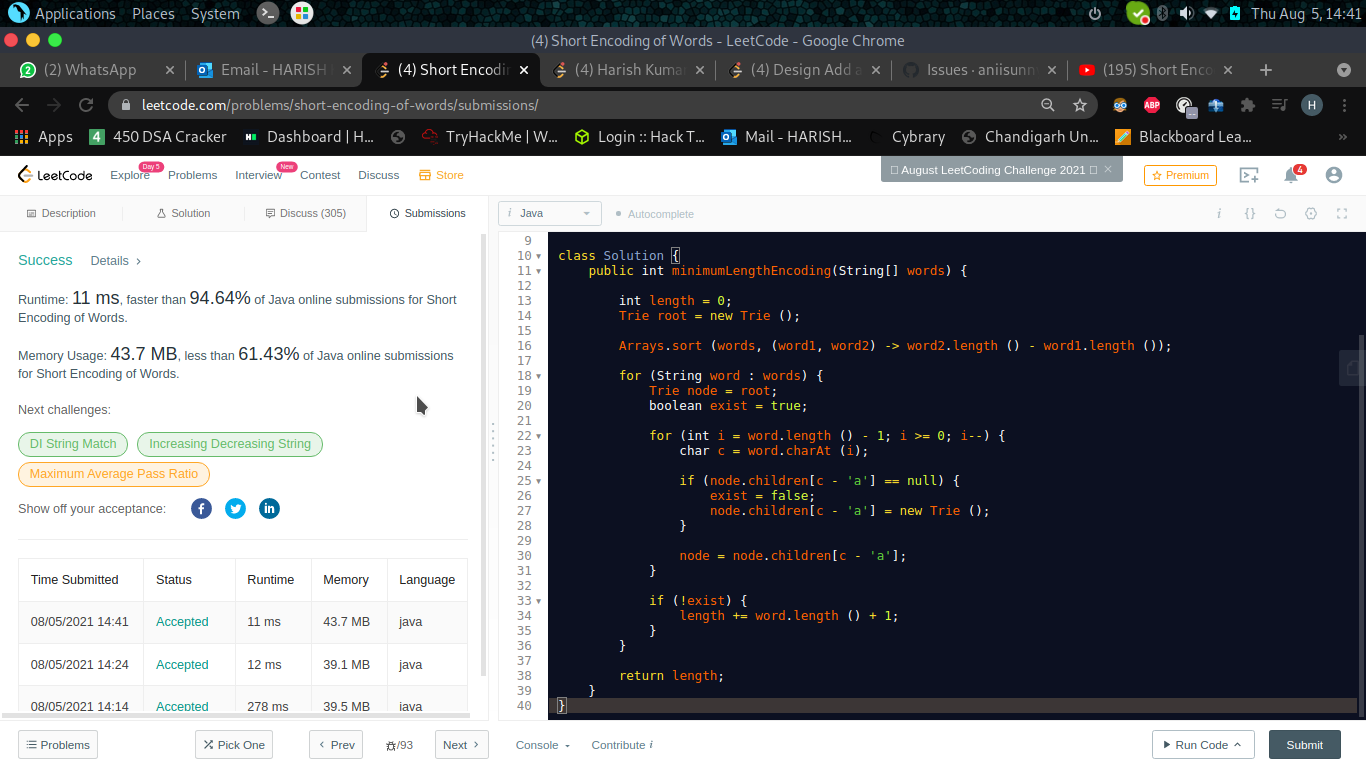 Applications Places System
Thu Aug 5, 14:41
(4) Short Encoding of Words - LeetCode - Google Chrome
(2) WhatsApp
Email - HARISH
(4) Short Encodin
(4) Harish Kuma
(4) Design Add a
Issues · aniisunn
(195) Short Enco
leetcode.com/problems/short-encoding-of-words/submissions/
ABP
H
Apps
450 DSA Cracker
Dashboard | H...
TryHackMe | W...
Login :: Hack T...
Mail - HARISH...
Cybrary
Chandigarh Un...
Blackboard Lea...
»
LeetCode
Explore
Day 5
Problems
Interview
New
Contest
Discuss
Store
August LeetCoding Challenge 2021
Premium
4
Description
Solution
Discuss (305)
Submissions
i Java
Autocomplete
i {}
Success Details >
Runtime: 11 ms, faster than 94.64% of Java online submissions for Short
Encoding of Words.
Memory Usage: 43.7 MB, less than 61.43% of Java online submissions
for Short Encoding of Words.
Next challenges:
DI String Match
Increasing Decreasing String
Maximum Average Pass Ratio
Show off your acceptance:
Time Submitted Status Runtime Memory Language
08/05/2021 14:41 Accepted 11 ms 43.7 MB java
08/05/2021 14:24 Accepted 12 ms 39.1 MB java
08/05/2021 14:14 Accepted 278 ms 39.5 MB java
9
10 class Solution {
11 public int minimumLengthEncoding(String[] words) {
12
13 int length = 0;
14 Trie root = new Trie ();
15
16 Arrays.sort (words, (word1, word2) -> word2.length () - word1.length ());
17
18 for (String word : words) {
19 Trie node = root;
20 boolean exist = true;
21
22 for (int i = word.length () - 1; i >= 0; i--) {
23 char c = word.charAt (i);
24
25 if (node.children[c - 'a'] == null) {
26 exist = false;
27 node.children[c - 'a'] = new Trie ();
28 }
29
30 node = node.children[c - 'a'];
31 }
32
33 if (!exist) {
34 length += word.length () + 1;
35 }
36 }
37
38 return length;
39 }
40 }
Problems
Pick One
< Prev
/93
Next >
Console
Contribute i
Run Code
Submit